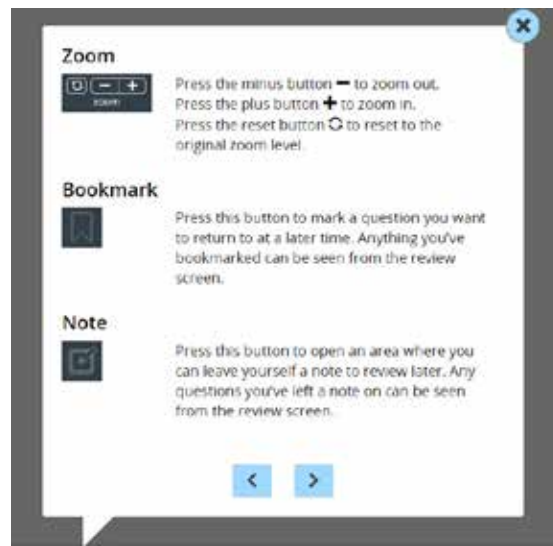 Zoom
zoom
Press the minus button − to zoom out.
Press the plus button + to zoom in.
Press the reset button to reset to the
original zoom level.
Bookmark
Press this button to mark a question you want
to return to at a later time. Anything you've
bookmarked can be seen from the review
screen.
Note
Press this button to open an area where you
can leave yourself a note to review later. Any
questions you've left a note on can be seen
from the review screen.